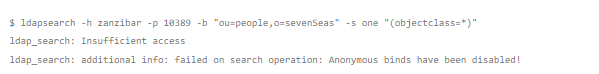 $ ldapsearch -h zanzibar -p 10389 -b "ou=people,o=sevenSeas" -s one "(objectclass=*)"
ldap_search: Insufficient access
ldap_search: additional info: failed on search operation: Anonymous binds have been disabled!